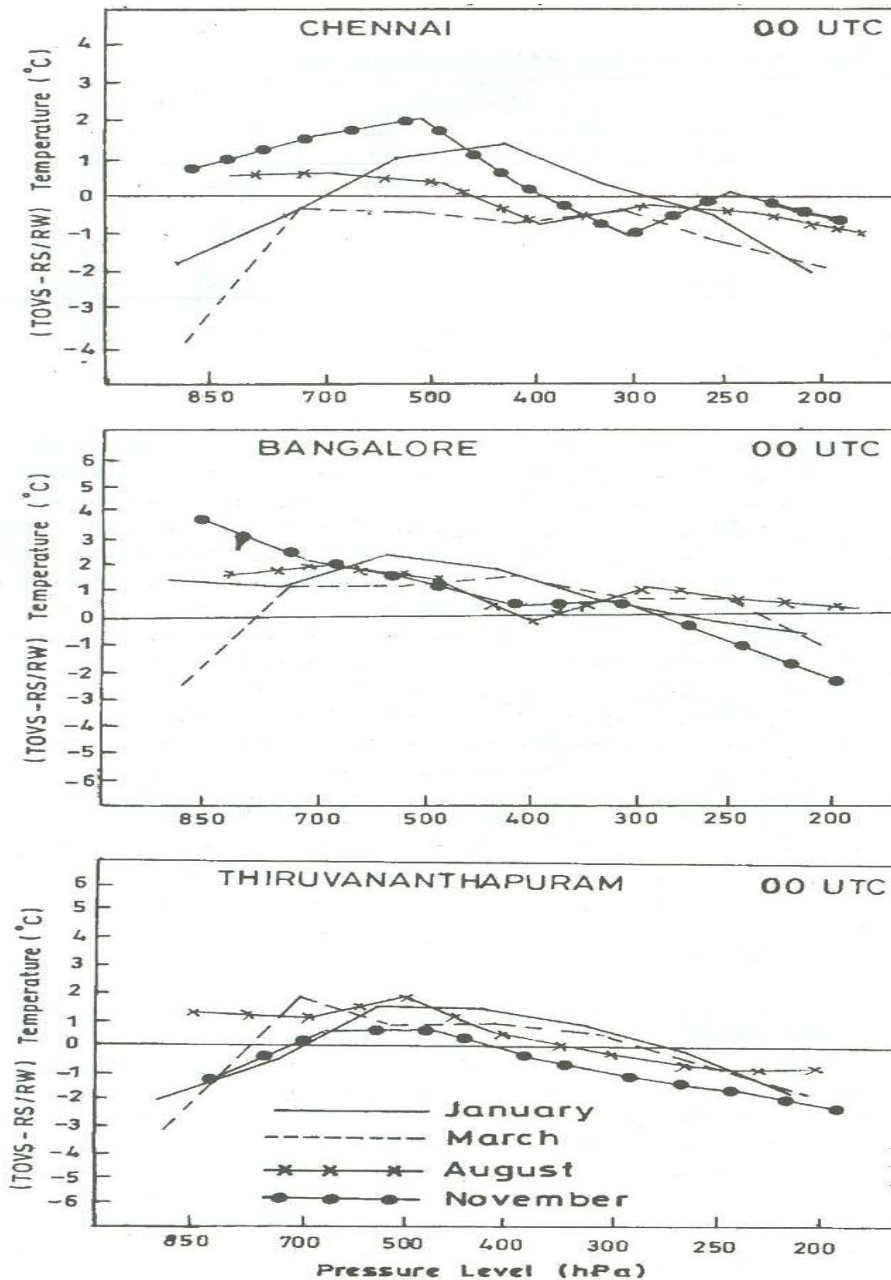 CHENNAI 00 UTC
(TOVS-RS/RW) Temperature (°C)
4
3
2
1
0
-1
-2
-3
-4
850 700 500 400 300 250 200
BANGALORE 00 UTC
(TOVS-RS/RW) Temperature (°C)
6
5
4
3
2
1
0
-1
-2
-3
-4
-5
-6
850 700 500 400 300 250 200
THIRUVANANTHAPURAM 00 UTC
(TOVS-RS/RW) Temperature (°C)
6
5
4
2
1
0
-1
-2
-4
-5
-6
January
March
August
November
850 700 500 400 300 250 200
Pressure Level (hPa)